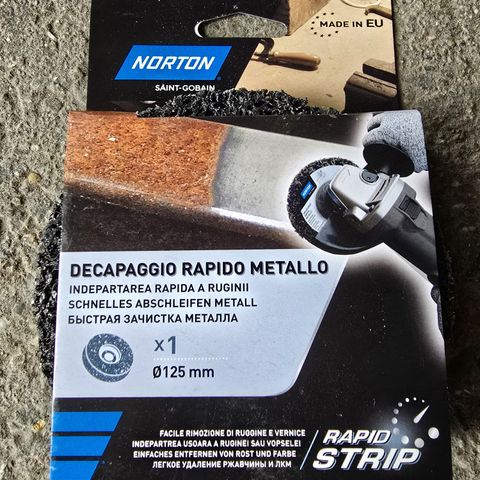 MADE IN EU
NORTON
SAINT-GOBAIN
DECAPAGGIO RAPIDO METALLO
INDEPARTAREA RAPIDA A RUGINII
SCHNELLES ABSCHLEIFEN METALL
БЫСТРАЯ ЗАЧИСТКА МЕТАЛЛА
x1
Ø125 mm
FACILE RIMOZIONE DI RUGGINE E VERNICE
INDEPARTREA USOARA A RUGINEI SAU VOPSELEI
EINFACHES ENTFERNEN VON ROST UND FARBE
ЛЕГКОЕ УДАЛЕНИЕ РЖАВЧИНЫ И ЛКМ
RAPID
STRIP